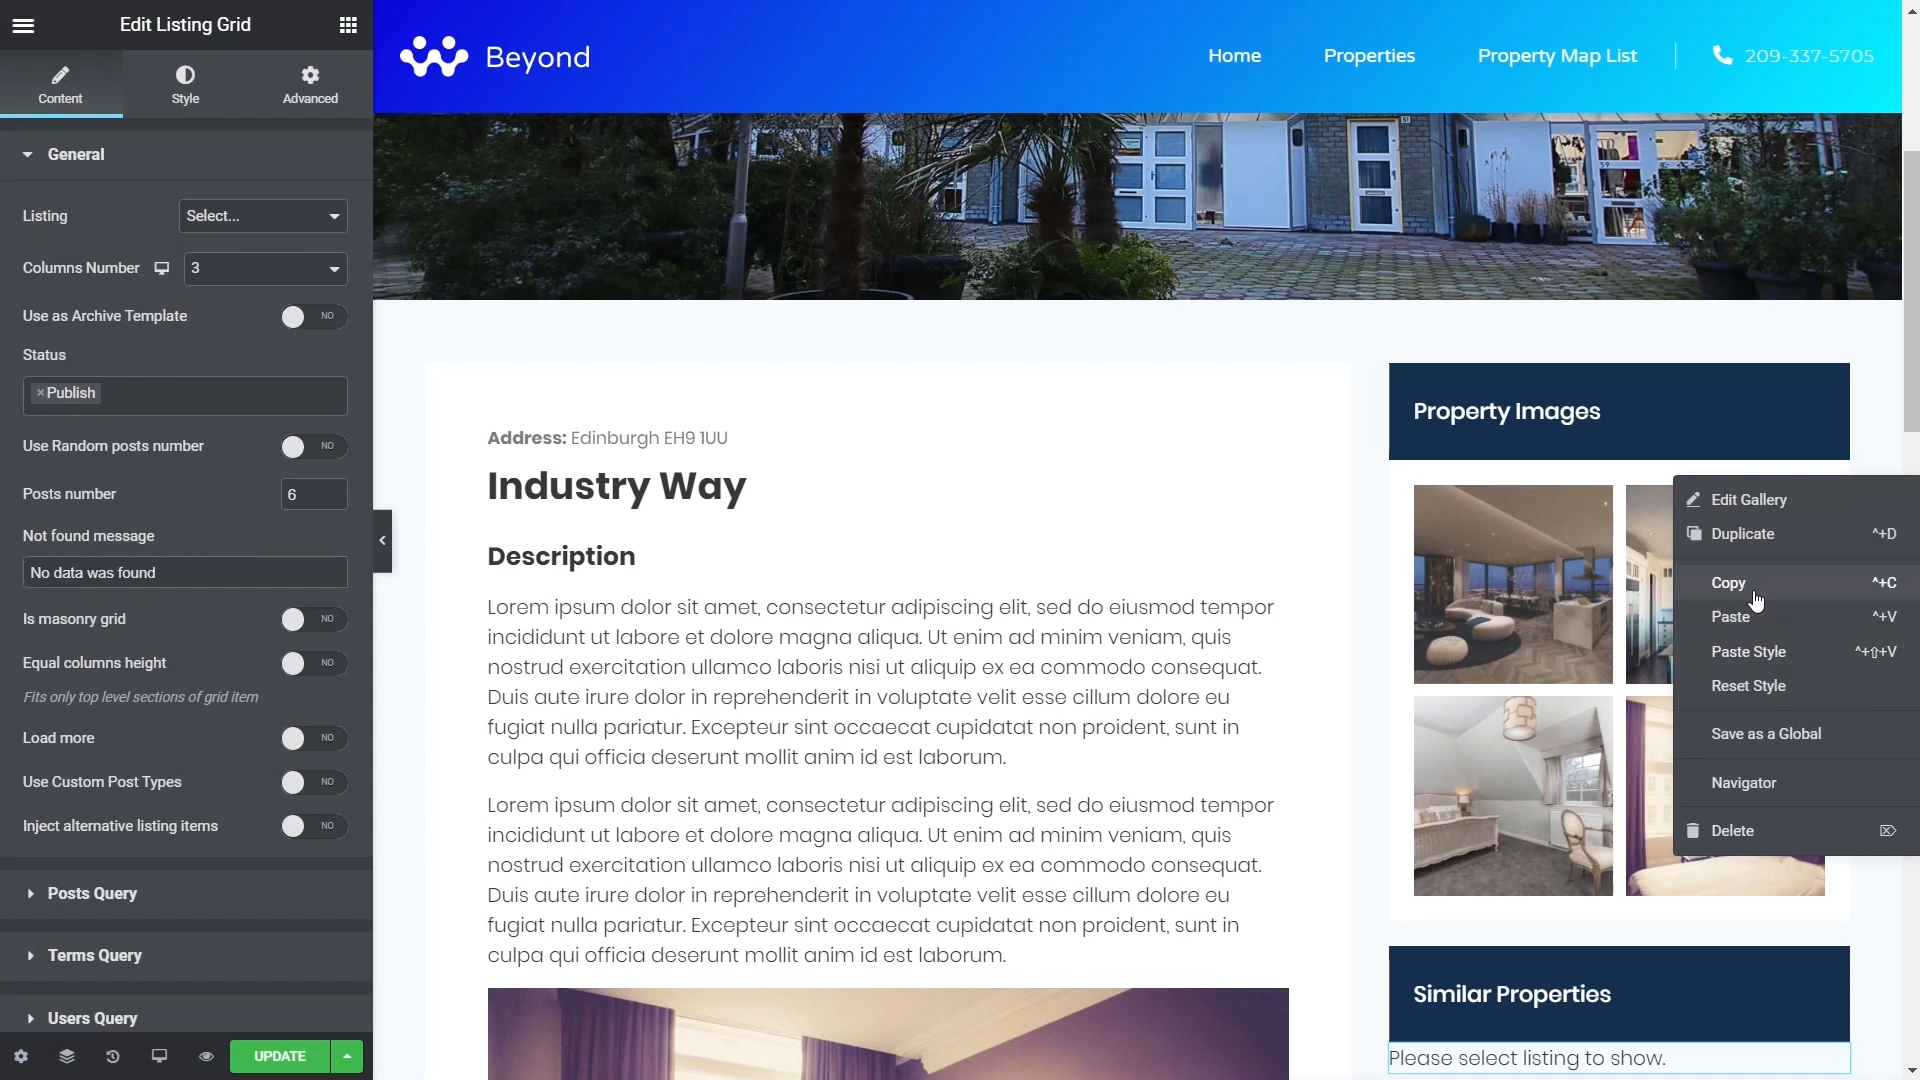 Edit Listing Grid
Content
Style
Advanced
General
Listing
Select...
Columns Number
3
Use as Archive Template
NO
Status
×Publish
Use Random posts number
NO
Posts number
6
Not found message
No data was found
Is masonry grid
NO
Equal columns height
NO
Fits only top level sections of grid item
Load more
NO
Use Custom Post Types
NO
Inject alternative listing items
NO
Posts Query
Terms Query
Users Query
UPDATE
Beyond
Home
Properties
Property Map List
209-337-5705
Address: Edinburgh EH9 1UU
Industry Way
Description
Lorem ipsum dolor sit amet, consectetur adipiscing elit, sed do eiusmod tempor
incididunt ut labore et dolore magna aliqua. Ut enim ad minim veniam, quis
nostrud exercitation ullamco laboris nisi ut aliquip ex ea commodo consequat.
Duis aute irure dolor in reprehenderit in voluptate velit esse cillum dolore eu
fugiat nulla pariatur. Excepteur sint occaecat cupidatat non proident, sunt in
culpa qui officia deserunt mollit anim id est laborum.
Lorem ipsum dolor sit amet, consectetur adipiscing elit, sed do eiusmod tempor
incididunt ut labore et dolore magna aliqua. Ut enim ad minim veniam, quis
nostrud exercitation ullamco laboris nisi ut aliquip ex ea commodo consequat.
Duis aute irure dolor in reprehenderit in voluptate velit esse cillum dolore eu
fugiat nulla pariatur. Excepteur sint occaecat cupidatat non proident, sunt in
culpa qui officia deserunt mollit anim id est laborum.
Property Images
Edit Gallery
Duplicate ^+D
Copy ^+C
Paste ^+V
Paste Style ^+⇧+V
Reset Style
Save as a Global
Navigator
Delete ⌦
Similar Properties
Please select listing to show.